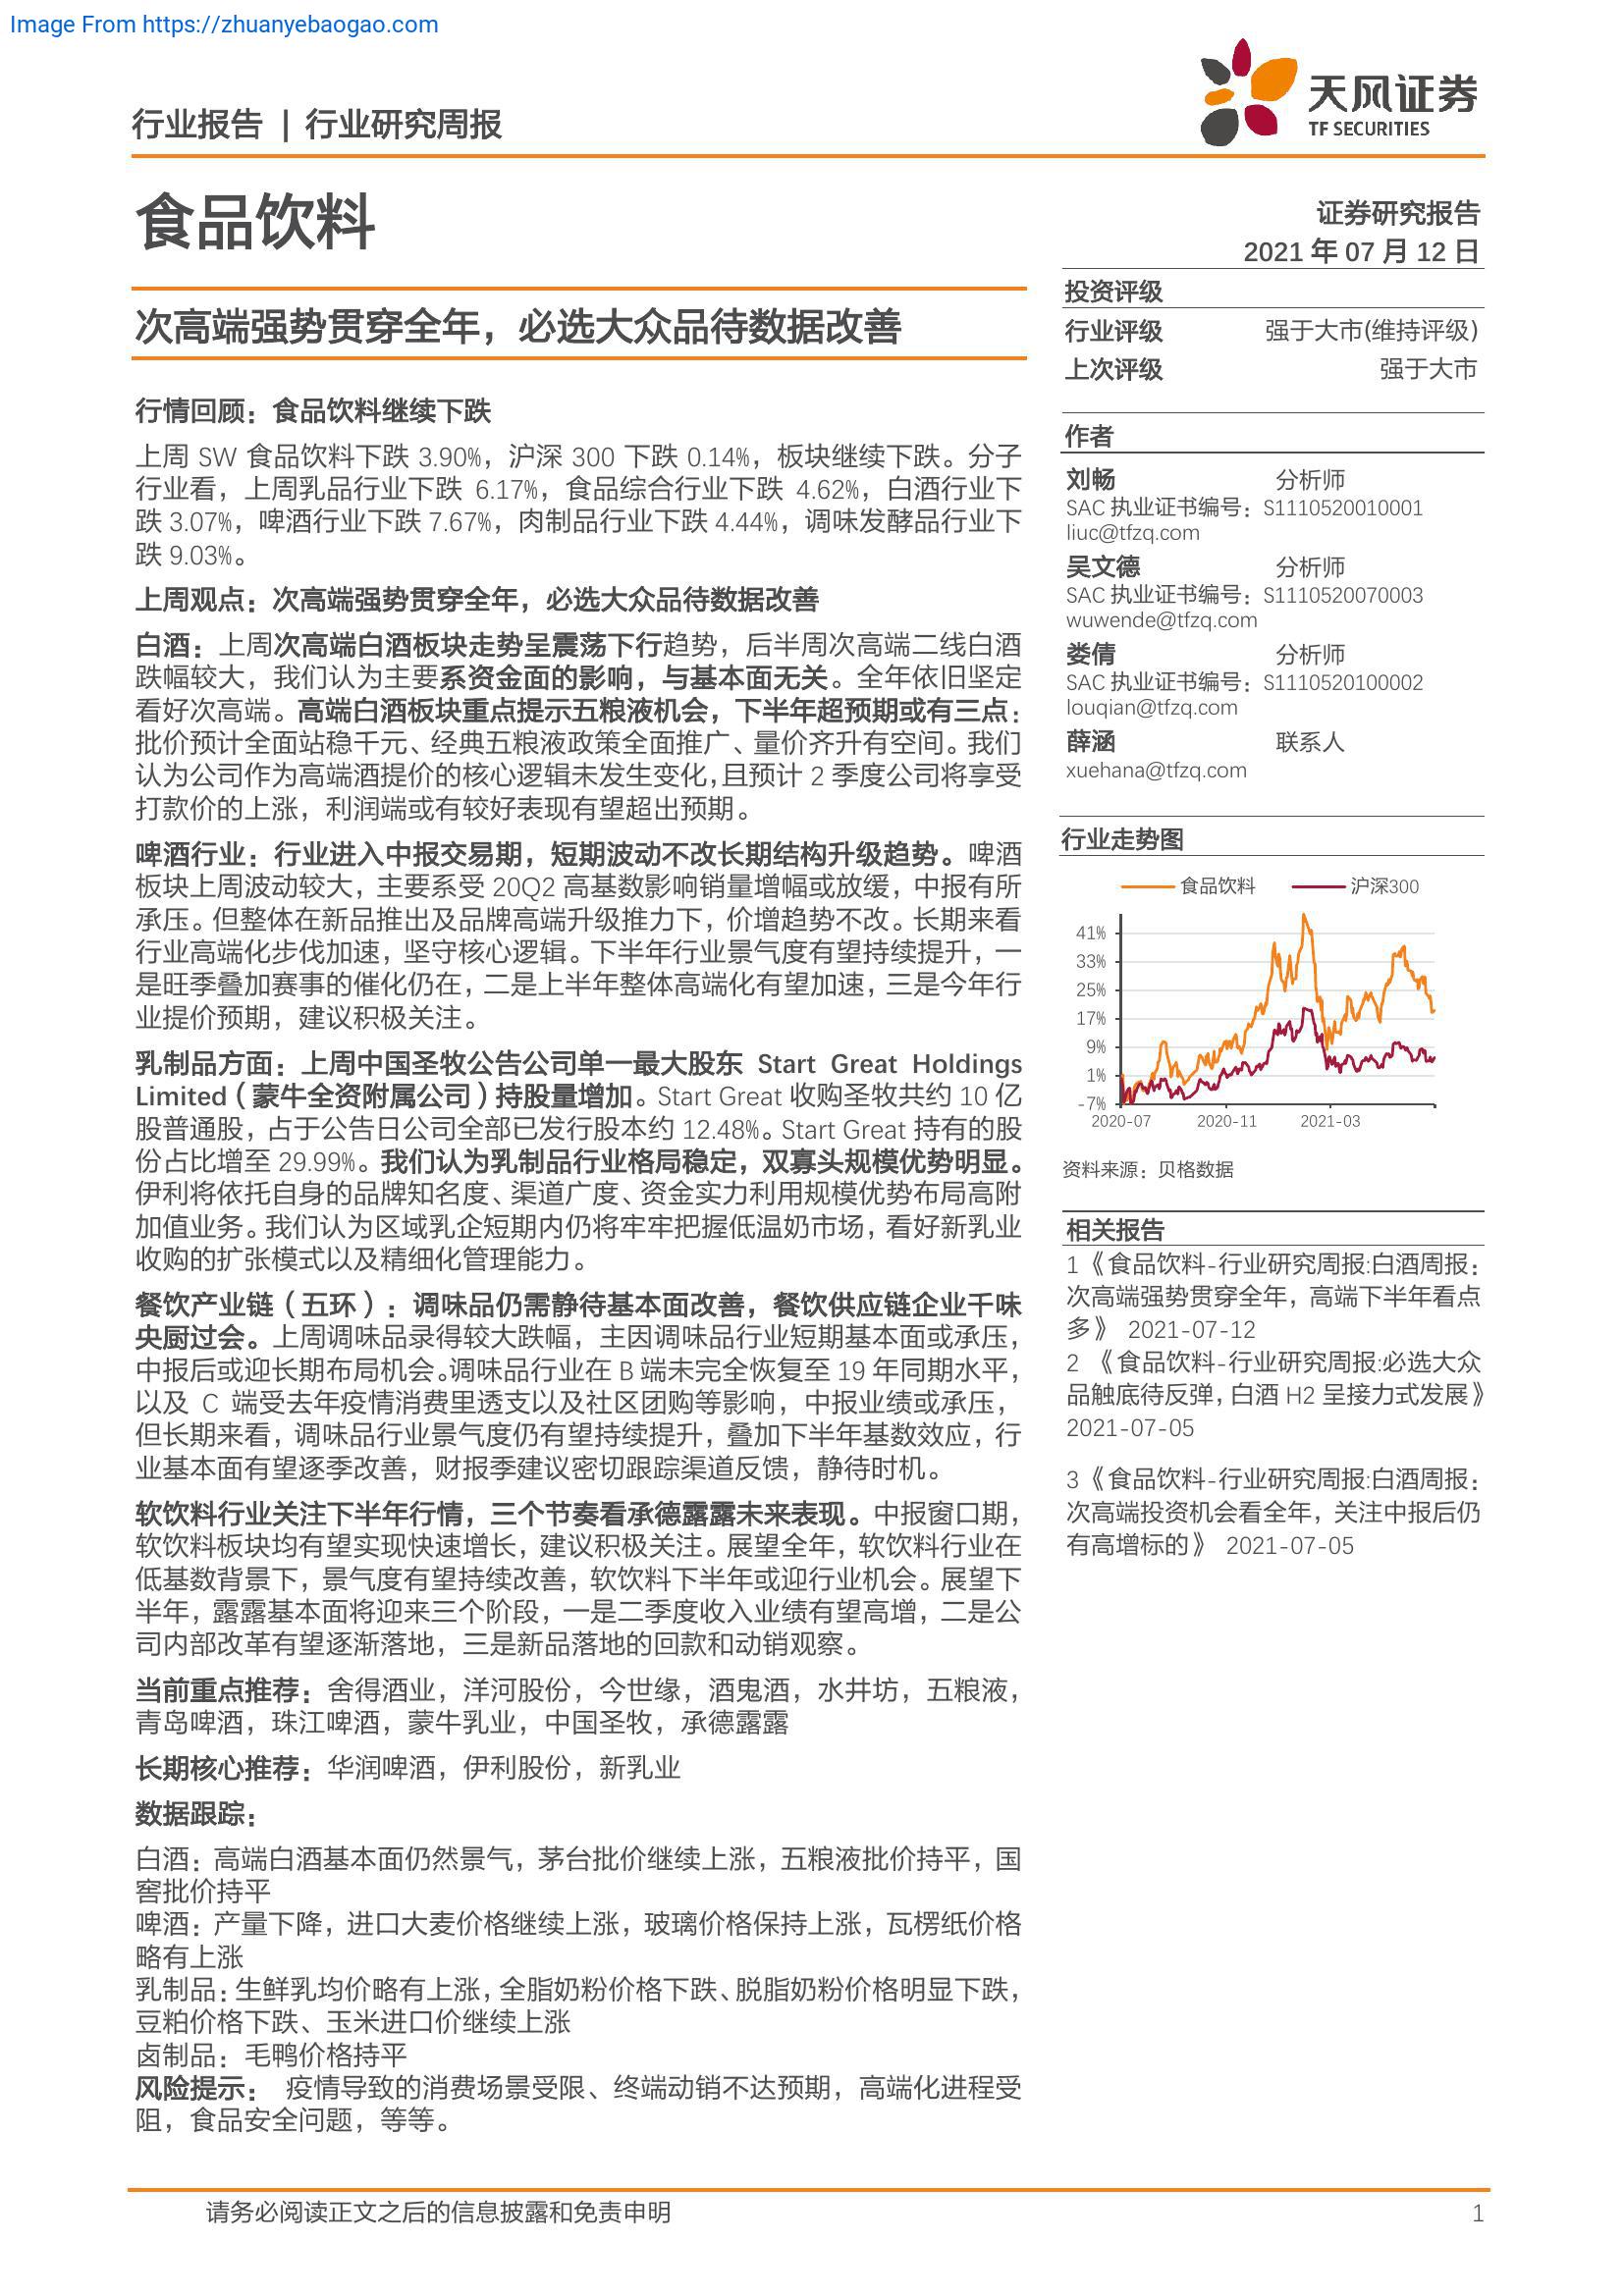 Image From https://zhuanyebaogao.com
行业报告 | 行业研究周报
天风证券
TF SECURITIES
食品饮料
证券研究报告
2021 年 07 月 12 日
次高端强势贯穿全年，必选大众品待数据改善
行情回顾：食品饮料继续下跌
上周 SW 食品饮料下跌 3.90%，沪深 300 下跌 0.14%，板块继续下跌。分子
行业看，上周乳品行业下跌 6.17%，食品综合行业下跌 4.62%，白酒行业下
跌 3.07%，啤酒行业下跌 7.67%，肉制品行业下跌 4.44%，调味发酵品行业下
跌 9.03%。
上周观点：次高端强势贯穿全年，必选大众品待数据改善
白酒：上周次高端白酒板块走势呈震荡下行趋势，后半周次高端二线白酒
跌幅较大，我们认为主要系资金面的影响，与基本面无关。全年依旧坚定
看好次高端。高端白酒板块重点提示五粮液机会，下半年超预期或有三点：
批价预计全面站稳千元、经典五粮液政策全面推广、量价齐升有空间。我们
认为公司作为高端酒提价的核心逻辑未发生变化，且预计 2 季度公司将享受
打款价的上涨，利润端或有较好表现有望超出预期。
啤酒行业：行业进入中报交易期，短期波动不改长期结构升级趋势。啤酒
板块上周波动较大，主要系受 20Q2 高基数影响销量增幅或放缓，中报有所
承压。但整体在新品推出及品牌高端升级推力下，价增趋势不改。长期来看
行业高端化步伐加速，坚守核心逻辑。下半年行业景气度有望持续提升，一
是旺季叠加赛事的催化仍在，二是上半年整体高端化有望加速，三是今年行
业提价预期，建议积极关注。
乳制品方面：上周中国圣牧公告公司单一最大股东 Start Great Holdings
Limited（蒙牛全资附属公司）持股量增加。Start Great 收购圣牧共约 10 亿
股普通股，占于公告日公司全部已发行股本约 12.48%。Start Great 持有的股
份占比增至 29.99%。我们认为乳制品行业格局稳定，双寡头规模优势明显。
伊利将依托自身的品牌知名度、渠道广度、资金实力利用规模优势布局高附
加值业务。我们认为区域乳企短期内仍将牢牢把握低温奶市场，看好新乳业
收购的扩张模式以及精细化管理能力。
餐饮产业链（五环）：调味品仍需静待基本面改善，餐饮供应链企业千味
央厨过会。上周调味品录得较大跌幅，主因调味品行业短期基本面或承压，
中报后或迎长期布局机会。调味品行业在 B 端未完全恢复至 19 年同期水平，
以及 C 端受去年疫情消费里透支以及社区团购等影响，中报业绩或承压，
但长期来看，调味品行业景气度仍有望持续提升，叠加下半年基数效应，行
业基本面有望逐季改善，财报季建议密切跟踪渠道反馈，静待时机。
软饮料行业关注下半年行情，三个节奏看承德露露未来表现。中报窗口期，
软饮料板块均有望实现快速增长，建议积极关注。展望全年，软饮料行业在
低基数背景下，景气度有望持续改善，软饮料下半年或迎行业机会。展望下
半年，露露基本面将迎来三个阶段，一是二季度收入业绩有望高增，二是公
司内部改革有望逐渐落地，三是新品落地的回款和动销观察。
当前重点推荐：舍得酒业，洋河股份，今世缘，酒鬼酒，水井坊，五粮液，
青岛啤酒，珠江啤酒，蒙牛乳业，中国圣牧，承德露露
长期核心推荐：华润啤酒，伊利股份，新乳业
数据跟踪：
白酒：高端白酒基本面仍然景气，茅台批价继续上涨，五粮液批价持平，国
窖批价持平
啤酒：产量下降，进口大麦价格继续上涨，玻璃价格保持上涨，瓦楞纸价格
略有上涨
乳制品：生鲜乳均价略有上涨，全脂奶粉价格下跌、脱脂奶粉价格明显下跌，
豆粕价格下跌、玉米进口价继续上涨
卤制品：毛鸭价格持平
风险提示： 疫情导致的消费场景受限、终端动销不达预期，高端化进程受
阻，食品安全问题，等等。
投资评级
行业评级 强于大市(维持评级)
上次评级 强于大市
作者
刘畅 分析师
SAC 执业证书编号：S1110520010001
liuc@tfzq.com
吴文德 分析师
SAC 执业证书编号：S1110520070003
wuwende@tfzq.com
娄倩 分析师
SAC 执业证书编号：S1110520100002
louqian@tfzq.com
薛涵 联系人
xuehana@tfzq.com
行业走势图
食品饮料 沪深300
41%
33%
25%
17%
9%
1%
-7%
2020-07 2020-11 2021-03
资料来源：贝格数据
相关报告
1 《食品饮料-行业研究周报:白酒周报：
次高端强势贯穿全年，高端下半年看点
多》 2021-07-12
2 《食品饮料-行业研究周报:必选大众
品触底待反弹，白酒 H2 呈接力式发展》
2021-07-05
3 《食品饮料-行业研究周报:白酒周报：
次高端投资机会看全年，关注中报后仍
有高增标的》 2021-07-05
请务必阅读正文之后的信息披露和免责申明
1